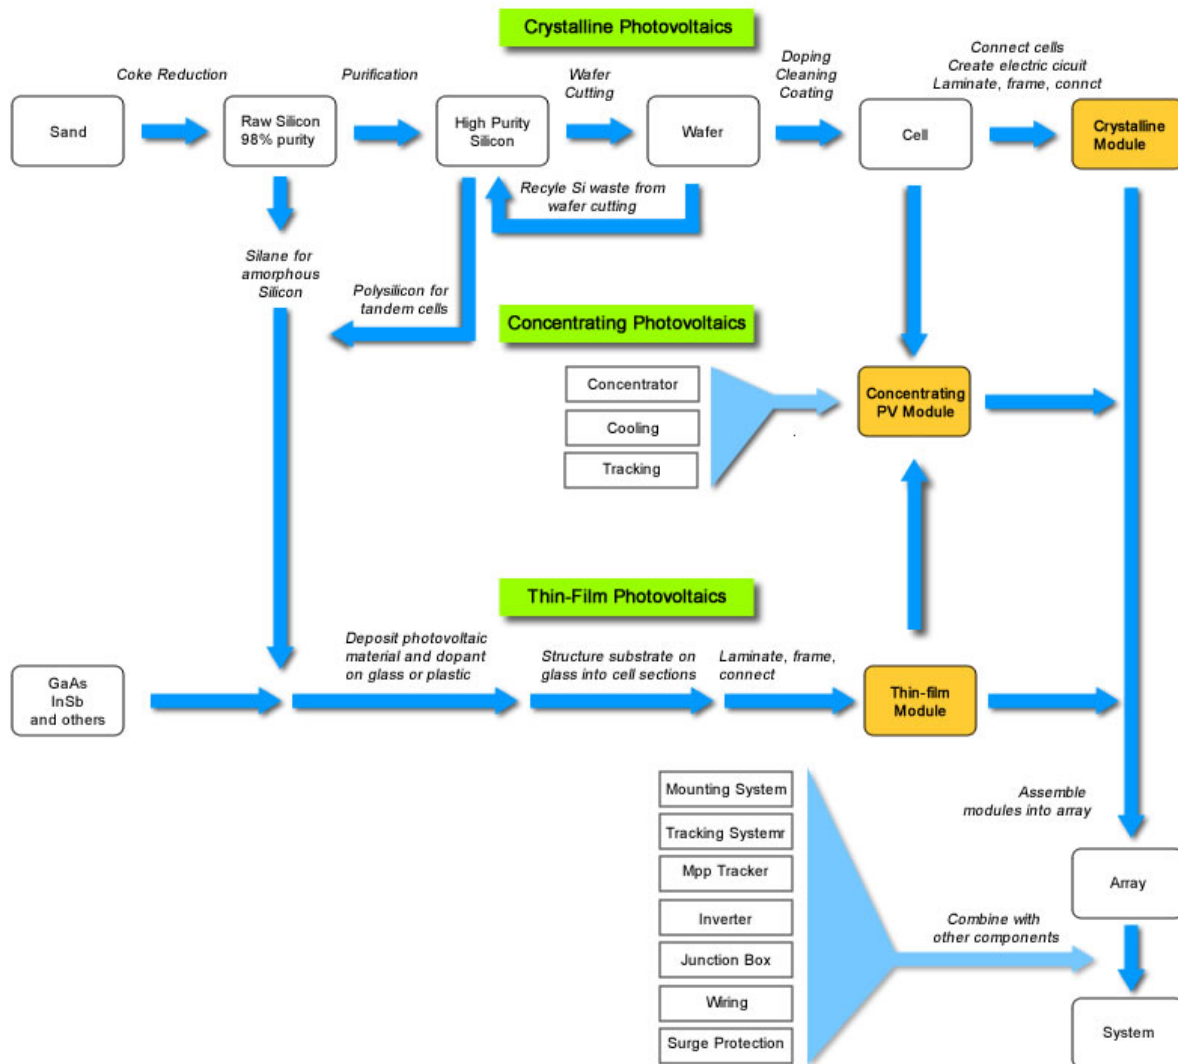 Crystalline Photovoltaics
Coke Reduction
Purification
Wafer
Cutting
Doping
Cleaning
Coating
Connect cells
Create electric cicuit
Laminate, frame, connct
Sand
Raw Silicon
98% purity
High Purity
Silicon
Wafer
Cell
Crystalline
Module
Recyle Si waste from
wafer cutting
Silane for
amorphous
Silicon
Polysilicon for
tandem cells
Concentrating Photovoltaics
Concentrator
Cooling
Tracking
Concentrating
PV Module
Thin-Film Photovoltaics
Deposit photovoltaic
material and dopant
on glass or plastic
Structure substrate on
glass into cell sections
Laminate, frame,
connect
GaAs
InSb
and others
Thin-film
Module
Mounting System
Tracking Systemr
Mpp Tracker
Inverter
Junction Box
Wiring
Surge Protection
Assemble
modules into array
Array
Combine with
other components
System